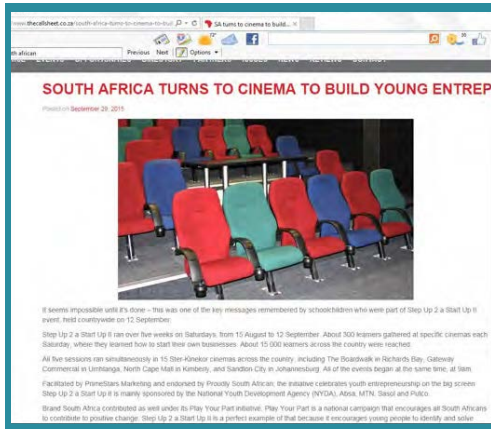 www.thecallsheet.co.za/south-africa-turns-to-cinema-to-buil
SA turns to cinema to build...
th african
Previous Next Options
SOUTH AFRICA TURNS TO CINEMA TO BUILD YOUNG ENTREP
Posted on September 29, 2015
It seems impossible until it's done – this was one of the key messages remembered by schoolchildren who were part of Step Up 2 a Start Up II
event, held countrywide on 12 September.
Step Up 2 a Start Up II ran over five weeks on Saturdays, from 15 August to 12 September. About 300 learners gathered at specific cinemas each
Saturday, where they learned how to start their own businesses. About 15 000 learners across the country were reached.
All five sessions ran simultaneously in 15 Ster-Kinekor cinemas across the country, including The Boardwalk in Richards Bay, Gateway
Commercial in Umhlanga, North Cape Mall in Kimberly, and Sandton City in Johannesburg. All of the events began at the same time, at 9am.
Facilitated by PrimeStars Marketing and endorsed by Proudly South African, the initiative celebrates youth entrepreneurship on the big screen.
Step Up 2 a Start Up II is mainly sponsored by the National Youth Development Agency (NYDA), Absa, MTN, Sasol and Putco.
Brand South Africa contributed as well under its Play Your Part initiative. Play Your Part is a national campaign that encourages all South Africans
to contribute to positive change. Step Up 2 a Start Up II is a perfect example of that because it encourages young people to identify and solve